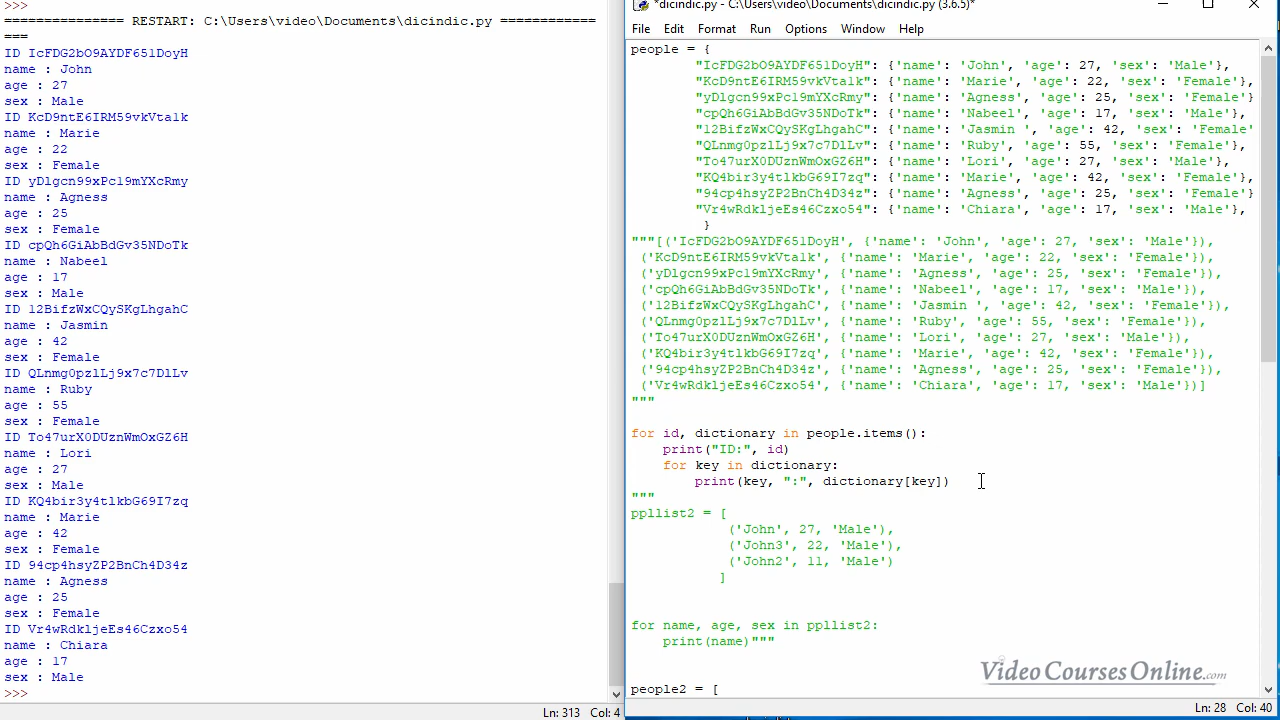 >>>
=============== RESTART: C:\Users\video\Documents\dicindic.py ============
===
ID IcFDG2bO9AYDF651DoyH
name : John
age : 27
sex : Male
ID KcD9ntE6IRM59vkVta1k
name : Marie
age : 22
sex : Female
ID yDlgcn99xPc19mYXcRmy
name : Agness
age : 25
sex : Female
ID cpQh6GiAbBdGv35NDoTk
name : Nabeel
age : 17
sex : Male
ID 12BifzWxCQySKgLhgahC
name : Jasmin
age : 42
sex : Female
ID QLnmg0pzlLj9x7c7DlLv
name : Ruby
age : 55
sex : Female
ID To47urX0DUznWmOxGZ6H
name : Lori
age : 27
sex : Male
ID KQ4bir3y4tlkbG69I7zq
name : Marie
age : 42
sex : Female
ID 94cp4hsyZP2BnCh4D34z
name : Agness
age : 25
sex : Female
ID Vr4wRdkljeEs46Czxo54
name : Chiara
age : 17
sex : Male
>>>
Ln: 313 Col: 4
*dicindic.py - C:\Users\video\Documents\dicindic.py (3.6.5)*
File Edit Format Run Options Window Help
people = {
"IcFDG2bO9AYDF651DoyH": {'name': 'John', 'age': 27, 'sex': 'Male'},
"KcD9ntE6IRM59vkVta1k": {'name': 'Marie', 'age': 22, 'sex': 'Female'},
"yDlgcn99xPc19mYXcRmy": {'name': 'Agness', 'age': 25, 'sex': 'Female'}
"cpQh6GiAbBdGv35NDoTk": {'name': 'Nabeel', 'age': 17, 'sex': 'Male'},
"12BifzWxCQySKgLhgahC": {'name': 'Jasmin ', 'age': 42, 'sex': 'Female'
"QLnmg0pzlLj9x7c7DlLv": {'name': 'Ruby', 'age': 55, 'sex': 'Female'},
"To47urX0DUznWmOxGZ6H": {'name': 'Lori', 'age': 27, 'sex': 'Male'},
"KQ4bir3y4tlkbG69I7zq": {'name': 'Marie', 'age': 42, 'sex': 'Female'},
"94cp4hsyZP2BnCh4D34z": {'name': 'Agness', 'age': 25, 'sex': 'Female'}
"Vr4wRdkljeEs46Czxo54": {'name': 'Chiara', 'age': 17, 'sex': 'Male'},
}
"""[('IcFDG2bO9AYDF651DoyH', {'name': 'John', 'age': 27, 'sex': 'Male'}),
('KcD9ntE6IRM59vkVta1k', {'name': 'Marie', 'age': 22, 'sex': 'Female'}),
('yDlgcn99xPc19mYXcRmy', {'name': 'Agness', 'age': 25, 'sex': 'Female'}),
('cpQh6GiAbBdGv35NDoTk', {'name': 'Nabeel', 'age': 17, 'sex': 'Male'}),
('12BifzWxCQySKgLhgahC', {'name': 'Jasmin ', 'age': 42, 'sex': 'Female'}),
('QLnmg0pzlLj9x7c7DlLv', {'name': 'Ruby', 'age': 55, 'sex': 'Female'}),
('To47urX0DUznWmOxGZ6H', {'name': 'Lori', 'age': 27, 'sex': 'Male'}),
('KQ4bir3y4tlkbG69I7zq', {'name': 'Marie', 'age': 42, 'sex': 'Female'}),
('94cp4hsyZP2BnCh4D34z', {'name': 'Agness', 'age': 25, 'sex': 'Female'}),
('Vr4wRdkljeEs46Czxo54', {'name': 'Chiara', 'age': 17, 'sex': 'Male'})]
"""
for id, dictionary in people.items():
print("ID:", id)
for key in dictionary:
print(key, ":", dictionary[key])
"""
ppllist2 = [
('John', 27, 'Male'),
('John3', 22, 'Male'),
('John2', 11, 'Male')
]
for name, age, sex in ppllist2:
print(name)"""
VideoCoursesOnline.com
people2 = [
Ln: 28 Col: 40